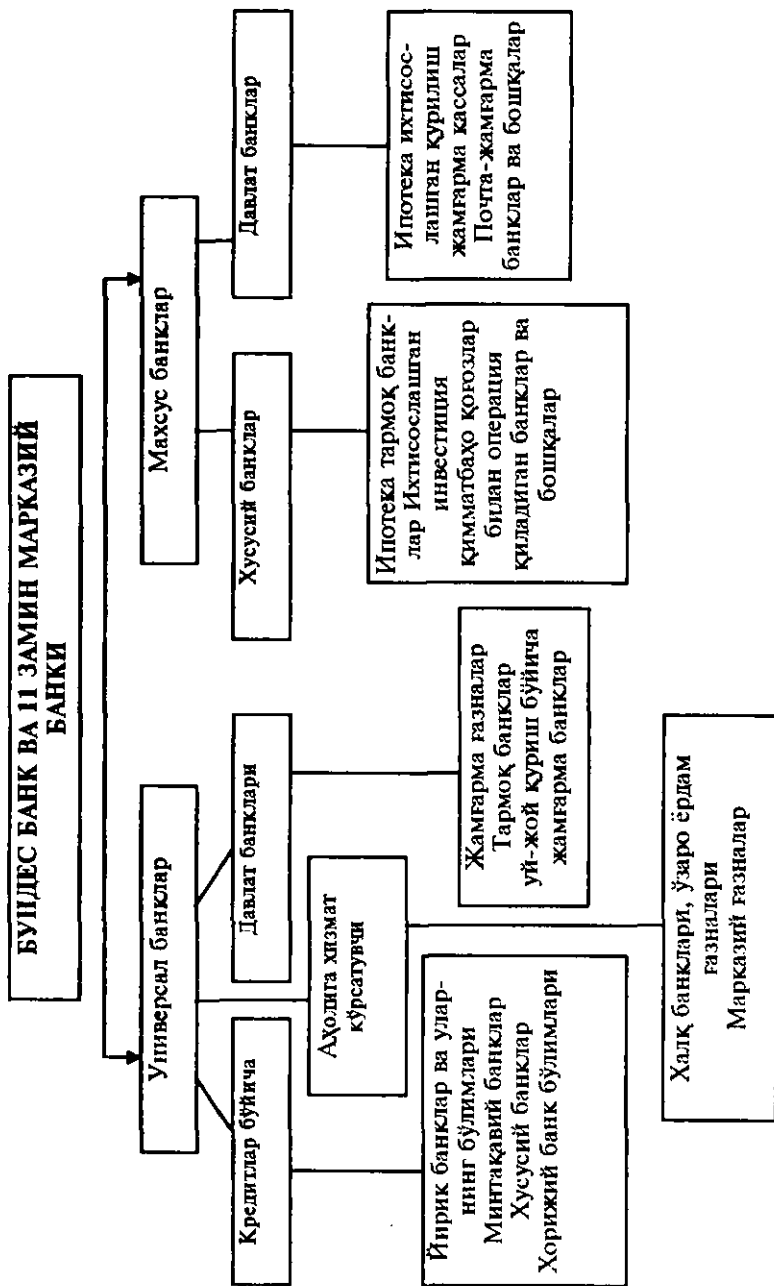 БУНДЕС БАНК ВА 11 ЗАМИН МАРКАЗИЙ
БАНКИ
Универсал банклар
Махсус банклар
Кредитлар бўйича
Давлат банклари
Хусусий банклар
Давлат банклар
Аҳолига хизмат
кўрсатувчи
Йирик банклар ва улар-
нинг бўлимлари
Минтақавий банклар
Хусусий банклар
Хорижий банк бўлимлари
Жамғарма ғазналар
Тармоқ банклар
уй-жой қуриш бўйича
жамғарма банклар
Ипотека тармоқ банк-
лар Ихтисослашган
инвестиция
қимматбаҳо қоғозлар
билан операция
қиладиган банклар ва
бошқалар
Ипотека ихтисос-
лашган қурилиш
жамғарма кассалар
Почта-жамғарма
банклар ва бошқалар
Халқ банклари, ўзаро ёрдам
ғазналари
Марказий ғазналар